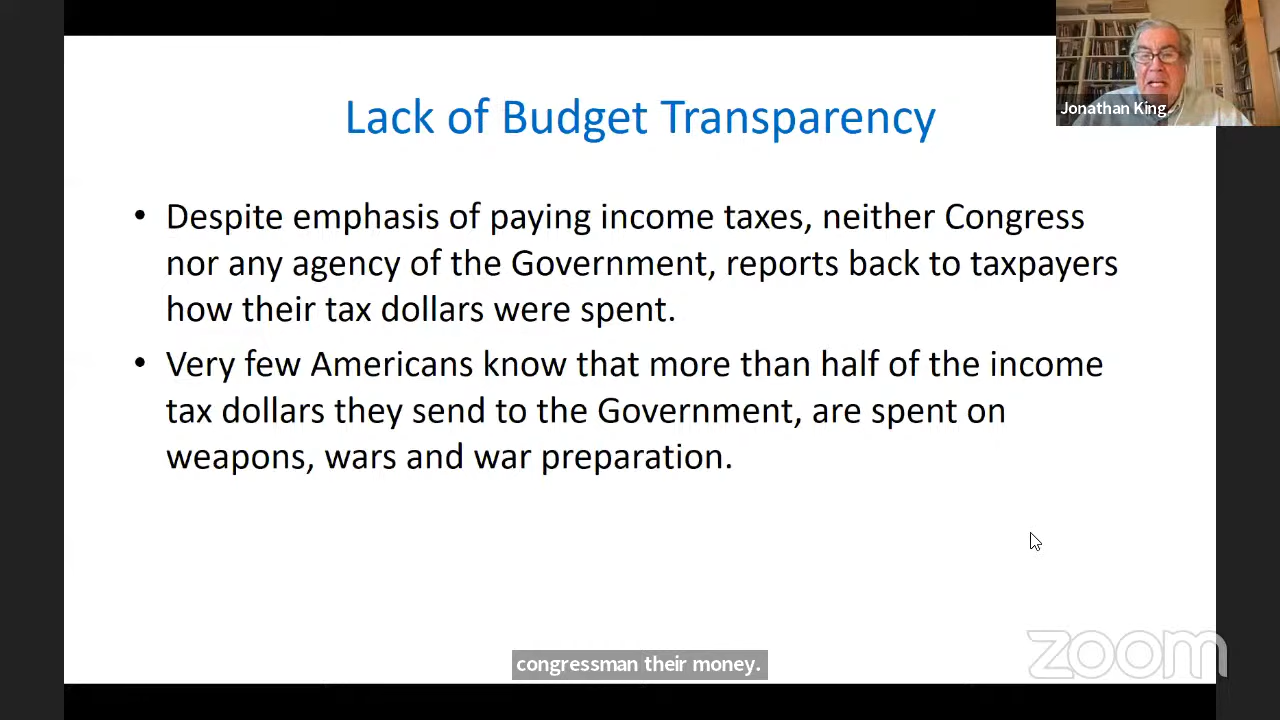 Jonathan King
Lack of Budget Transparency
• Despite emphasis of paying income taxes, neither Congress
nor any agency of the Government, reports back to taxpayers
how their tax dollars were spent.
• Very few Americans know that more than half of the income
tax dollars they send to the Government, are spent on
weapons, wars and war preparation.
congressman their money.
zoom